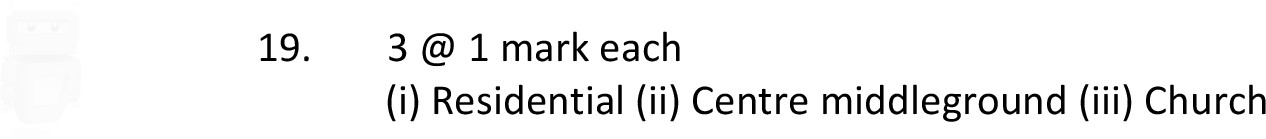 19. 3 @ 1 mark each
(i) Residential (ii) Centre middleground (iii) Church